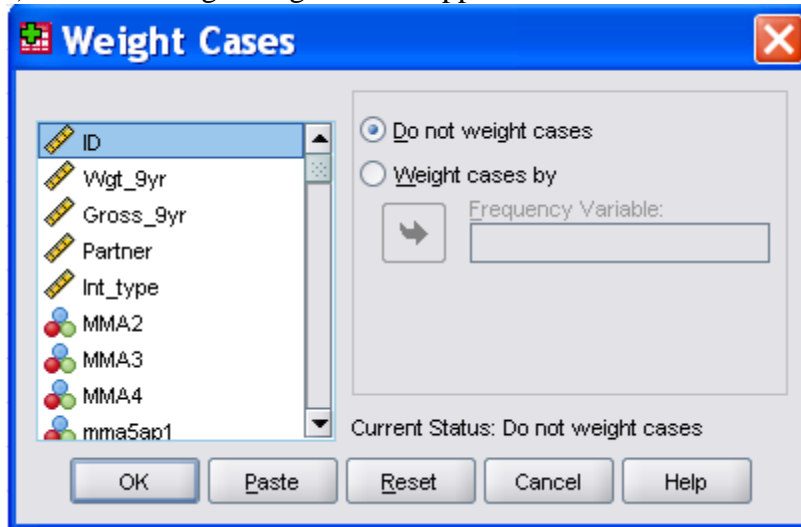 Weight Cases
ID
Wgt_9yr
Gross_9yr
Partner
Int_type
MMA2
MMA3
MMA4
mma5ap1
Do not weight cases
Weight cases by
Frequency Variable:
Current Status: Do not weight cases
OK
Paste
Reset
Cancel
Help